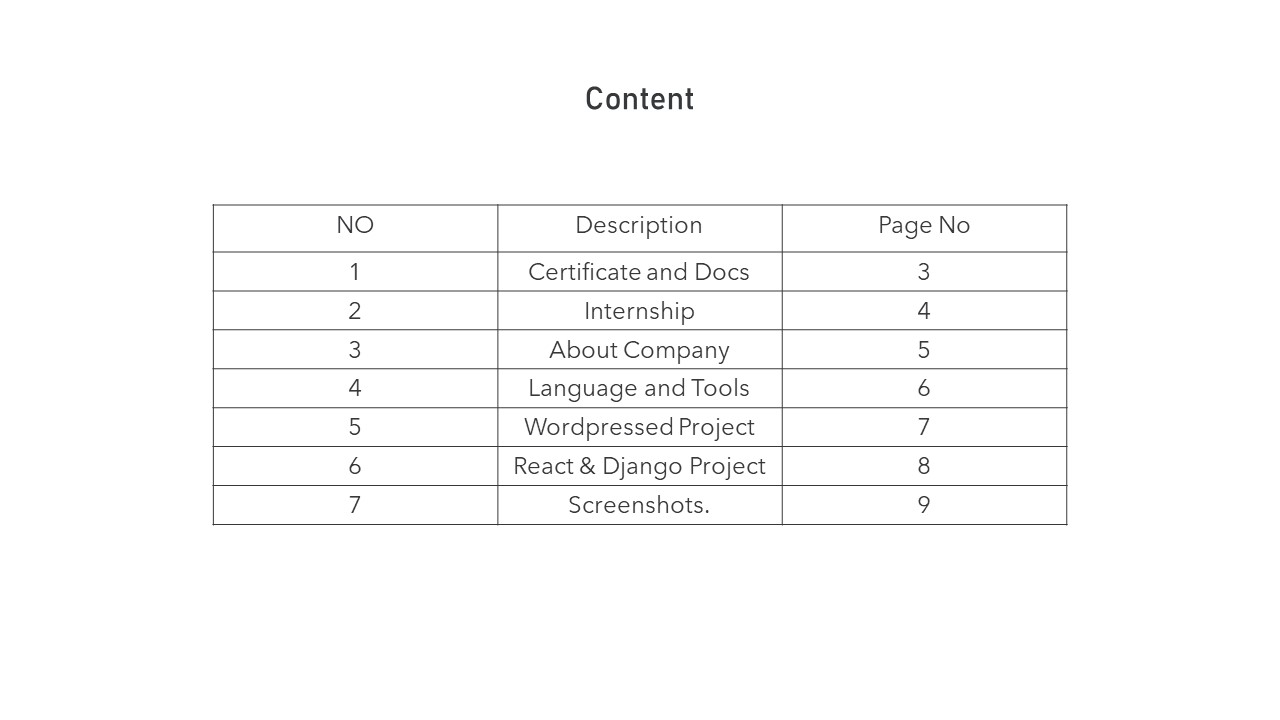 Content
NO Description Page No
1 Certificate and Docs 3
2 Internship 4
3 About Company 5
4 Language and Tools 6
5 Wordpressed Project 7
6 React & Django Project 8
7 Screenshots. 9